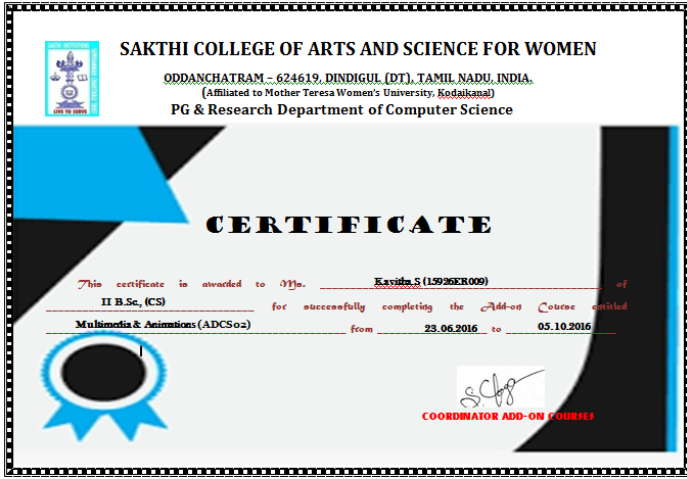 SAKTHI COLLEGE OF ARTS AND SCIENCE FOR WOMEN
ODDANCHATRAM – 624619, DINDIGUL (DT), TAMIL NADU, INDIA.
(Affiliated to Mother Teresa Women's University, Kodaikanal)
PG & Research Department of Computer Science
LIVE TO SERVE
CERTIFICATE
This certificate is awarded to Ms. Kavitha.S (15926ER009) of
II B.Sc., (CS) for successfully completing the Add-on Course entitled
Multimedia & Animations (ADCS02) from 23.06.2016 to 05.10.2016
COORDINATOR ADD-ON COURSES